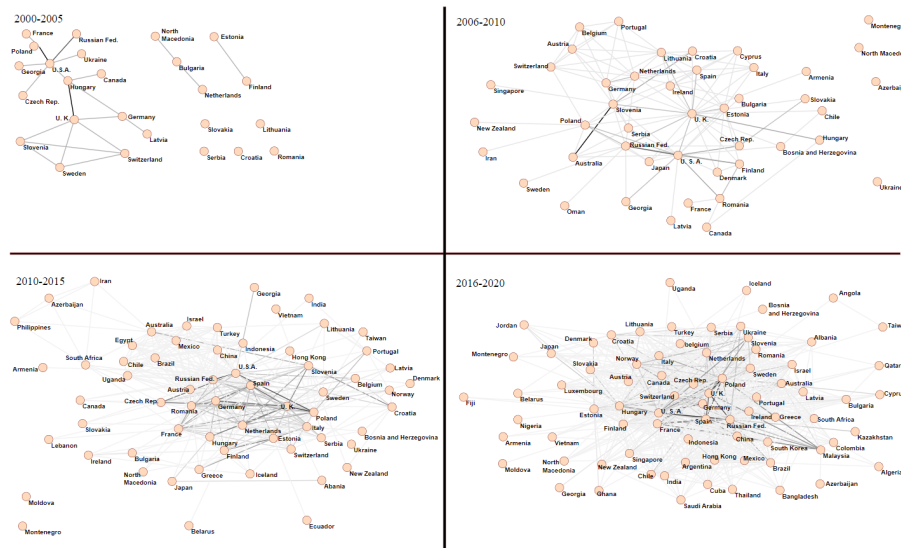 2000-2005
France
Russian Fed.
Poland
Ukraine
Georgia
U.S.A.
Canada
Hungary
Czech Rep.
U. K.
Germany
Latvia
Slovenia
Switzerland
Sweden
North
Macedonia
Estonia
Bulgaria
Finland
Netherlands
Slovakia
Lithuania
Serbia
Croatia
Romania
2006-2010
Portugal
Belgium
Austria
Lithuania
Croatia
Cyprus
Switzerland
Netherlands
Spain
Italy
Armenia
Singapore
Germany
Ireland
Slovenia
Bulgaria
Slovakia
Estonia
Chile
New Zealand
Poland
U. K.
Serbia
Czech Rep.
Hungary
Russian Fed.
Bosnia and Herzegovina
Iran
Australia
Japan
U. S. A.
Finland
Denmark
Sweden
Oman
Georgia
France
Romania
Latvia
Canada
Monteneg
North Maced
Azerbaija
Ukraine
2010-2015
Iran
Azerbaijan
Georgia
India
Philippines
Israel
Vietnam
Australia
Turkey
Lithuania
Taiwan
Egypt
Mexico
Indonesia
China
Hong Kong
Portugal
South Africa
Chile
Brazil
U.S.A.
Slovenia
Armenia
Uganda
Russian Fed.
Spain
Latvia
Denmark
Austria
Belgium
Norway
Sweden
Czech Rep.
Canada
Romania
Germany
U. K.
Poland
Croatia
Slovakia
France
Netherlands
Italy
Lebanon
Hungary
Estonia
Serbia
Bosnia and Herzegovina
Ireland
Finland
Switzerland
Ukraine
Bulgaria
North
Macedonia
Greece
Iceland
New Zealand
Japan
Abania
Moldova
Montenegro
Belarus
Ecuador
2016-2020
Uganda
Iceland
Angola
Bosnia
and Herzegovina
Jordan
Lithuania
Turkey
Serbia
Ukraine
Taiw
Denmark
Croatia
belgium
Slovenia
Albania
Japan
Montenegro
Norway
Italy
Netherlands
Romania
Slovakia
Israel
Qatar
Austria
Canada
Czech Rep.
Poland
Sweden
Australia
Luxembourg
Switzerland
U. K.
Latvia
Cypru
Fiji
Belarus
Portugal
Bulgaria
Estonia
Hungary
U. S. A.
Germany
Ireland
Greece
South Africa
Nigeria
Finland
France
Spain
Russian Fed.
Kazakhstan
Armenia
Vietnam
Indonesia
China
South Korea
Colombia
Malaysia
Moldova
North
Macedonia
New Zealand
Singapore
Hong Kong
Mexico
Argentina
Brazil
Algeri
Chile
India
Azerbaijan
Georgia
Ghana
Cuba
Thailand
Bangladesh
Saudi Arabia